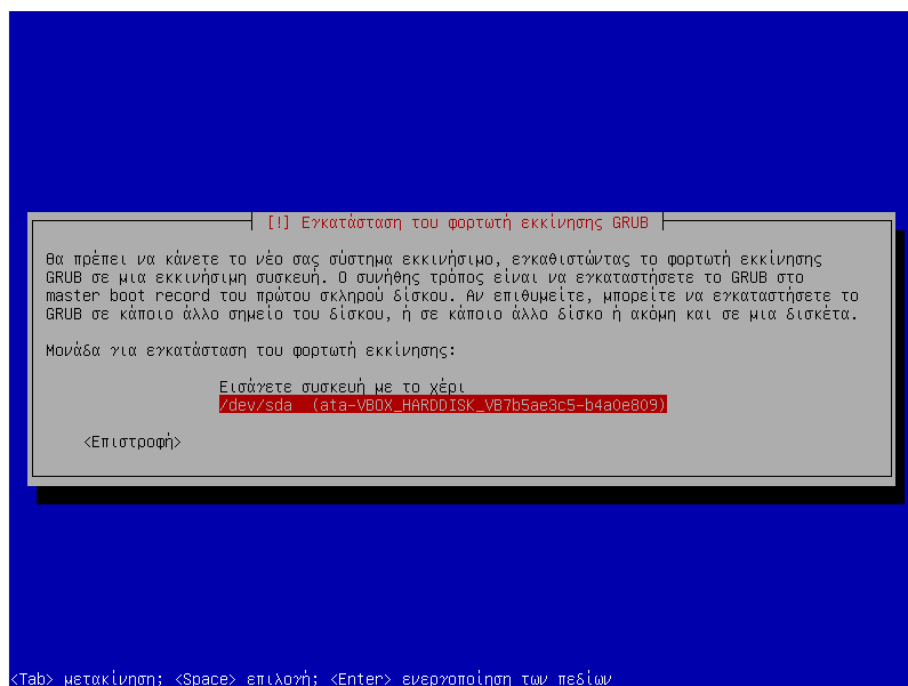 [!] Εγκατάσταση του φορτωτή εκκίνησης GRUB
Θα πρέπει να κάνετε το νέο σας σύστημα εκκινήσιμο, εγκαθιστώντας το φορτωτή εκκίνησης
GRUB σε μια εκκινήσιμη συσκευή. Ο συνήθης τρόπος είναι να εγκαταστήσετε το GRUB στο
master boot record του πρώτου σκληρού δίσκου. Αν επιθυμείτε, μπορείτε να εγκαταστήσετε το
GRUB σε κάποιο άλλο σημείο του δίσκου, ή σε κάποιο άλλο δίσκο ή ακόμη και σε μια δισκέτα.
Μονάδα για εγκατάσταση του φορτωτή εκκίνησης:
Εισάγετε συσκευή με το χέρι
/dev/sda (ata-VBOX_HARDDISK_VB7b5ae3c5-b4a0e809)
<Επιστροφή>
<Tab> μετακίνηση; <Space> επιλογή; <Enter> ενεργοποίηση των πεδίων